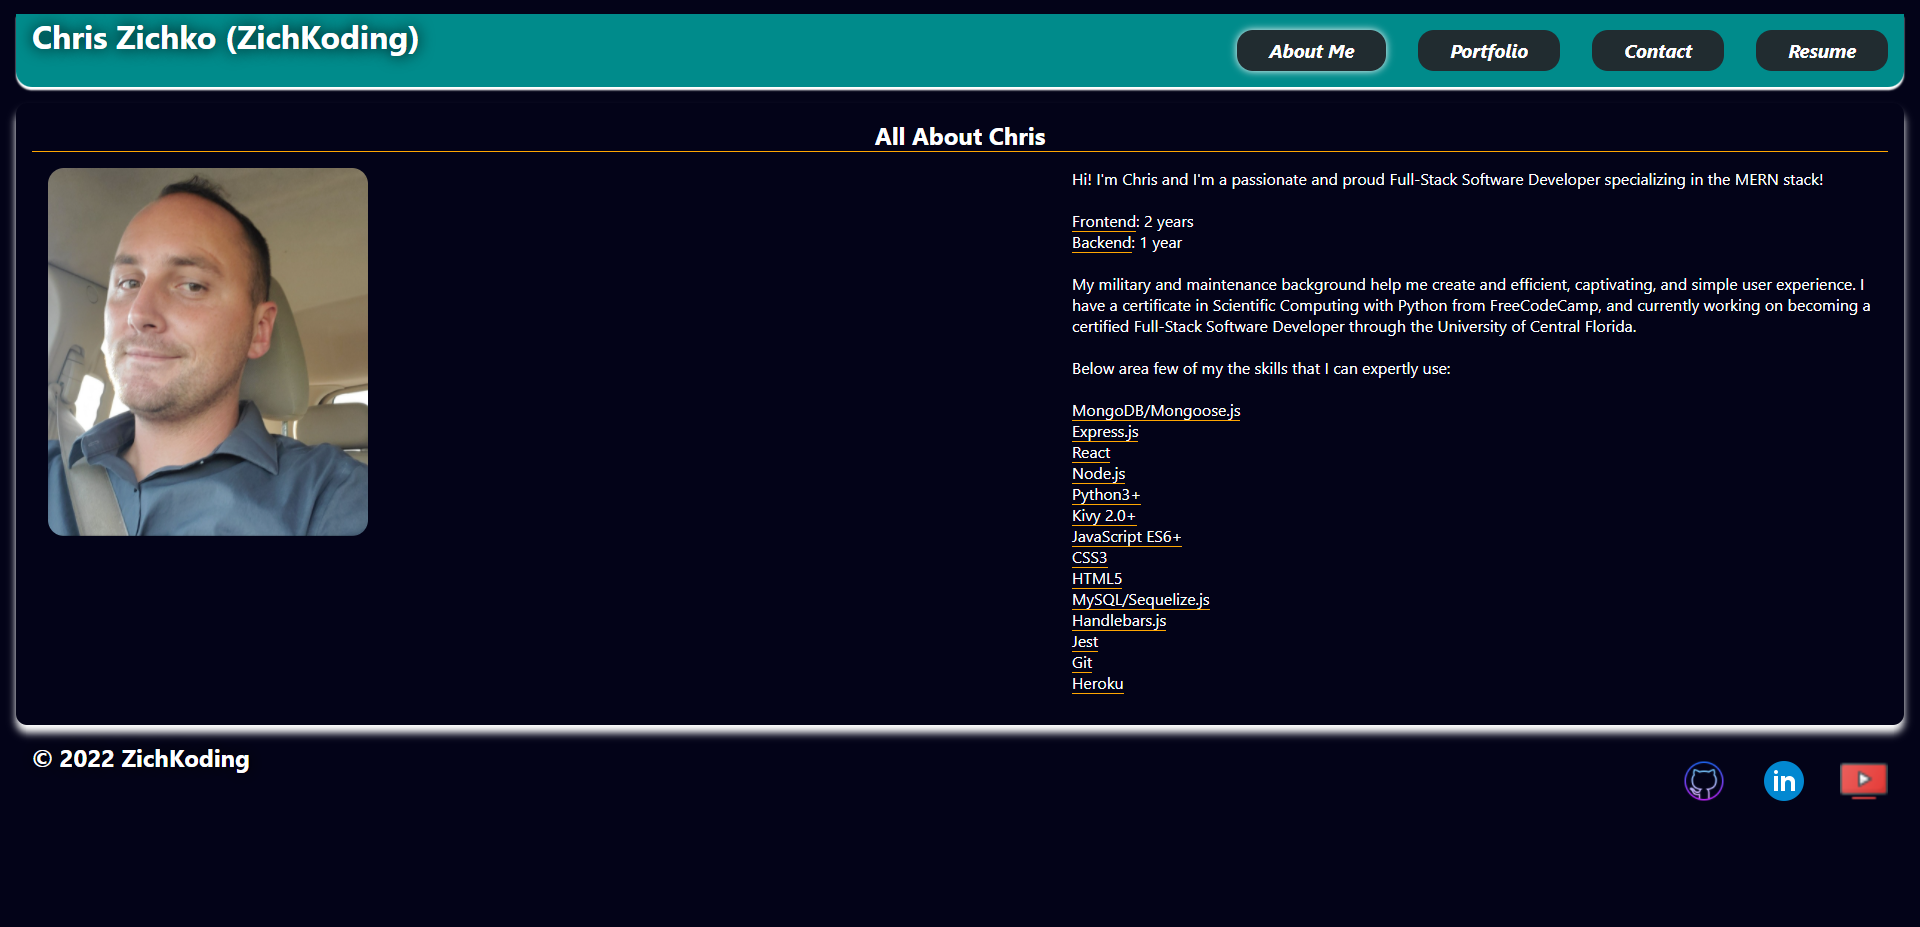 Chris Zichko (ZichKoding)
About Me
Portfolio
Contact
Resume
All About Chris
Hi! I'm Chris and I'm a passionate and proud Full-Stack Software Developer specializing in the MERN stack!
Frontend: 2 years
Backend: 1 year
My military and maintenance background help me create and efficient, captivating, and simple user experience. I
have a certificate in Scientific Computing with Python from FreeCodeCamp, and currently working on becoming a
certified Full-Stack Software Developer through the University of Central Florida.
Below area few of my the skills that I can expertly use:
MongoDB/Mongoose.js
Express.js
React
Node.js
Python3+
Kivy 2.0+
JavaScript ES6+
CSS3
HTML5
MySQL/Sequelize.js
Handlebars.js
Jest
Git
Heroku
© 2022 ZichKoding
in